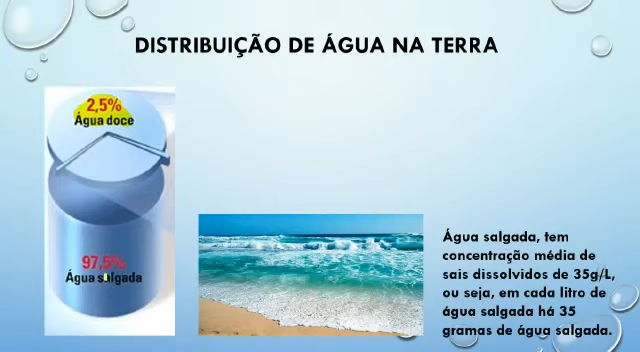 DISTRIBUIÇÃO DE ÁGUA NA TERRA
2,5%
Água doce
97,5%
Água salgada
Água salgada, tem
concentração média de
sais dissolvidos de 35g/L,
ou seja, em cada litro de
água salgada há 35
gramas de água salgada.